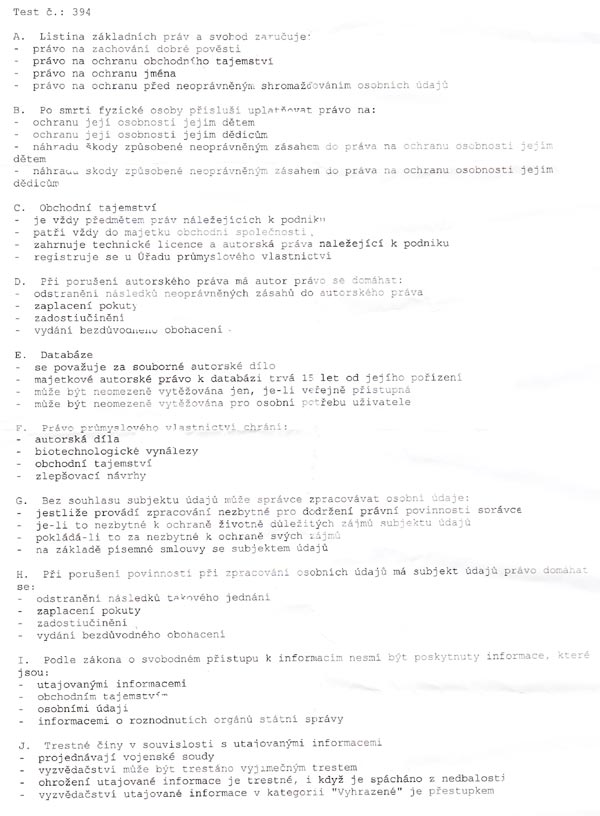 Test č.: 394
A. Listina základních práv a svobod zaručuje:
- právo na zachování dobré pověsti
- právo na ochranu obchodního tajemství
- právo na ochranu jména
- právo na ochranu před neoprávněným shromažďováním osobních údajů
B. Po smrti fyzické osoby přísluší uplatňovat právo na:
- ochranu její osobnosti jejím dětem
- ochranu její osobnosti jejím dědicům
- náhradu škody způsobené neoprávněným zásahem do práva na ochranu osobnosti jejím
dětem
- náhradu škody způsobené neoprávněným zásahem do práva na ochranu osobnosti jejím
dědicům
C. Obchodní tajemství
- je vždy předmětem práv náležejících k podniku
- patří vždy do majetku obchodní společnosti
- zahrnuje technické licence a autorská práva naležející k podniku
- registruje se u Úřadu průmyslového vlastnictví
D. Při porušení autorského práva má autor právo se domáhat:
- odstranění následků neoprávněných zásahů do autorského práva
- zaplacení pokuty
- zadostiučinění
- vydání bezdůvodného obohacení
E. Databáze
- se považuje za souborné autorské dílo
- majetkové autorské právo k databázi trvá 15 let od jejího pořízení
- může být neomezeně vytěžována jen, je-li veřejně přístupná
- může být neomezeně vytěžována pro osobní potřebu uživatele
F. Právo průmyslového vlastnictví chrání:
- autorská díla
- biotechnologické vynálezy
- obchodní tajemství
- zlepšovací návrhy
G. Bez souhlasu subjektu údajů může správce zpracovávat osobní údaje:
- jestliže provádí zpracování nezbytné pro dodržení právní povinnosti správce
- je-li to nezbytné k ochraně životně důležitých zájmů subjektu údajů
- pokládá-li to za nezbytné k ochraně svých zájmů
- na základě písemné smlouvy se subjektem údajů
H. Při porušení povinností při zpracování osobních údajů má subjekt údajů právo domáhat
se:
- odstranění následků takového jednání
- zaplacení pokuty
- zadostiučinění
- vydání bezdůvodného obohacení
I. Podle zákona o svobodném přístupu k informacím nesmí být poskytnuty informace, které
jsou:
- utajovanými informacemi
- obchodním tajemstvím
- osobními údaji
- informacemi o rozhodnutích orgánů státní správy
J. Trestné činy v souvislosti s utajovanými informacemi
- projednávají vojenské soudy
- vyzvědačství může být trestáno výjimečným trestem
- ohrožení utajované informace je trestné, i když je spácháno z nedbalosti
- vyzvědačství utajované informace v kategorii "Vyhrazené" je přestupkem